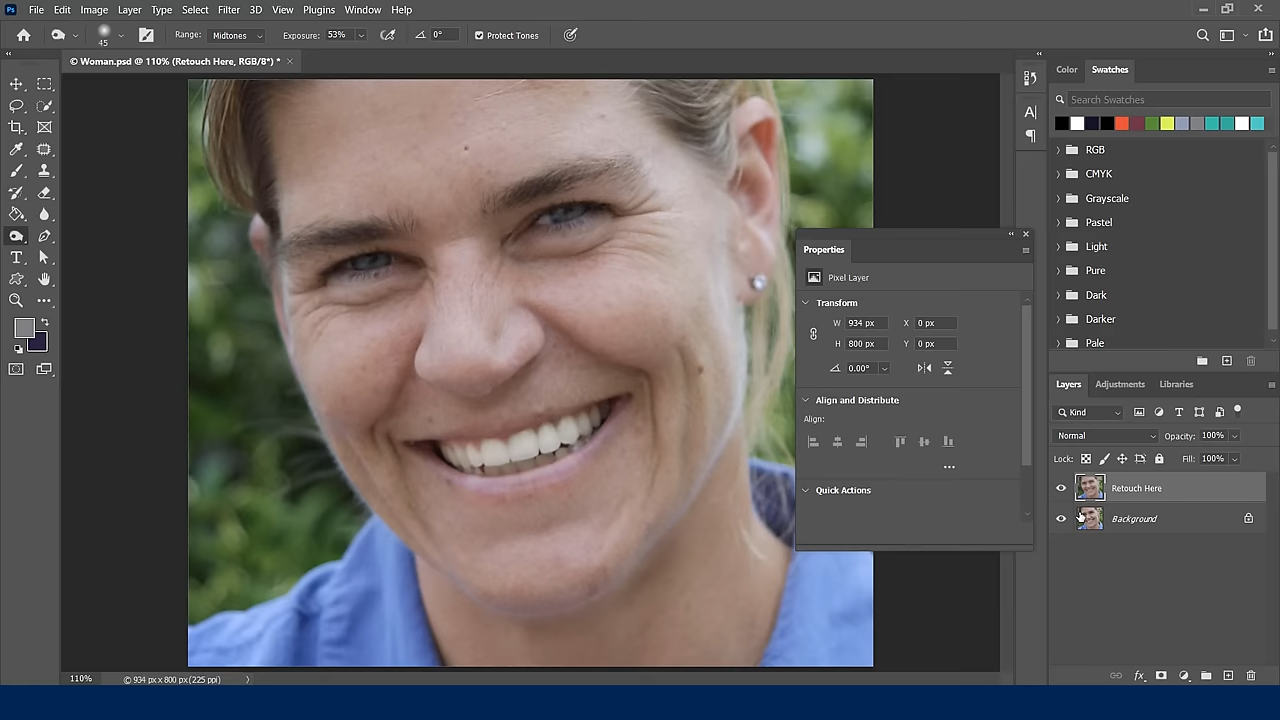 Ps File Edit Image Layer Type Select Filter 3D View Plugins Window Help
45 Range: Midtones Exposure: 53% 0° Protect Tones
© Woman.psd @ 110% (Retouch Here, RGB/8*) * ×
Color Swatches
Search Swatches
RGB
CMYK
Grayscale
Pastel
Light
Pure
Dark
Darker
Pale
Properties
Pixel Layer
Transform
W 934 px X 0 px
H 800 px Y 0 px
0.00°
Align and Distribute
Align:
Quick Actions
Layers Adjustments Libraries
Kind
Normal Opacity: 100%
Lock: Fill: 100%
Retouch Here
Background
fx
110% © 934 px x 800 px (225 ppi)